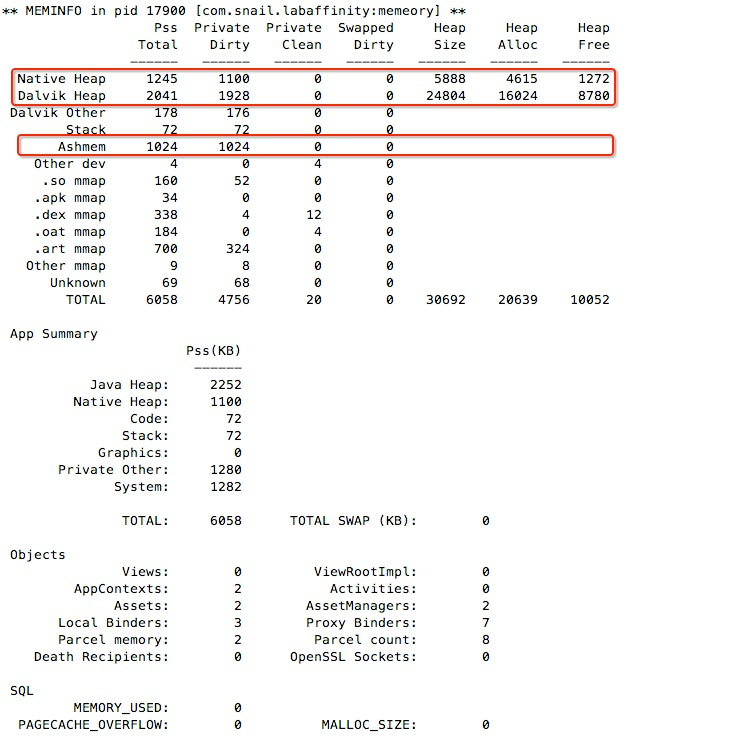 ** MEMINFO in pid 17900 [com.snail.labaffinity:memeory] **
Pss Private Private Swapped Heap Heap Heap
Total Dirty Clean Dirty Size Alloc Free
------ ------ ------ ------ ------ ------ ------
Native Heap 1245 1100 0 0 5888 4615 1272
Dalvik Heap 2041 1928 0 0 24804 16024 8780
Dalvik Other 178 176 0 0
Stack 72 72 0 0
Ashmem 1024 1024 0 0
Other dev 4 0 4 0
.so mmap 160 52 0 0
.apk mmap 34 0 0 0
.dex mmap 338 4 12 0
.oat mmap 184 0 4 0
.art mmap 700 324 0 0
Other mmap 9 8 0 0
Unknown 69 68 0 0
TOTAL 6058 4756 20 0 30692 20639 10052
App Summary
Pss(KB)
------
Java Heap: 2252
Native Heap: 1100
Code: 72
Stack: 72
Graphics: 0
Private Other: 1280
System: 1282
TOTAL: 6058 TOTAL SWAP (KB): 0
Objects
Views: 0 ViewRootImpl: 0
AppContexts: 2 Activities: 0
Assets: 2 AssetManagers: 2
Local Binders: 3 Proxy Binders: 7
Parcel memory: 2 Parcel count: 8
Death Recipients: 0 OpenSSL Sockets: 0
SQL
MEMORY_USED: 0
PAGECACHE_OVERFLOW: 0 MALLOC_SIZE: 0